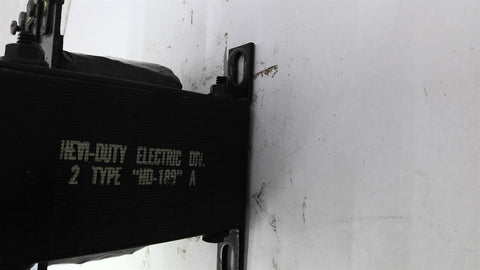 HEVI-DUTY ELECTRIC DIV.
2 TYPE "HD-189" A